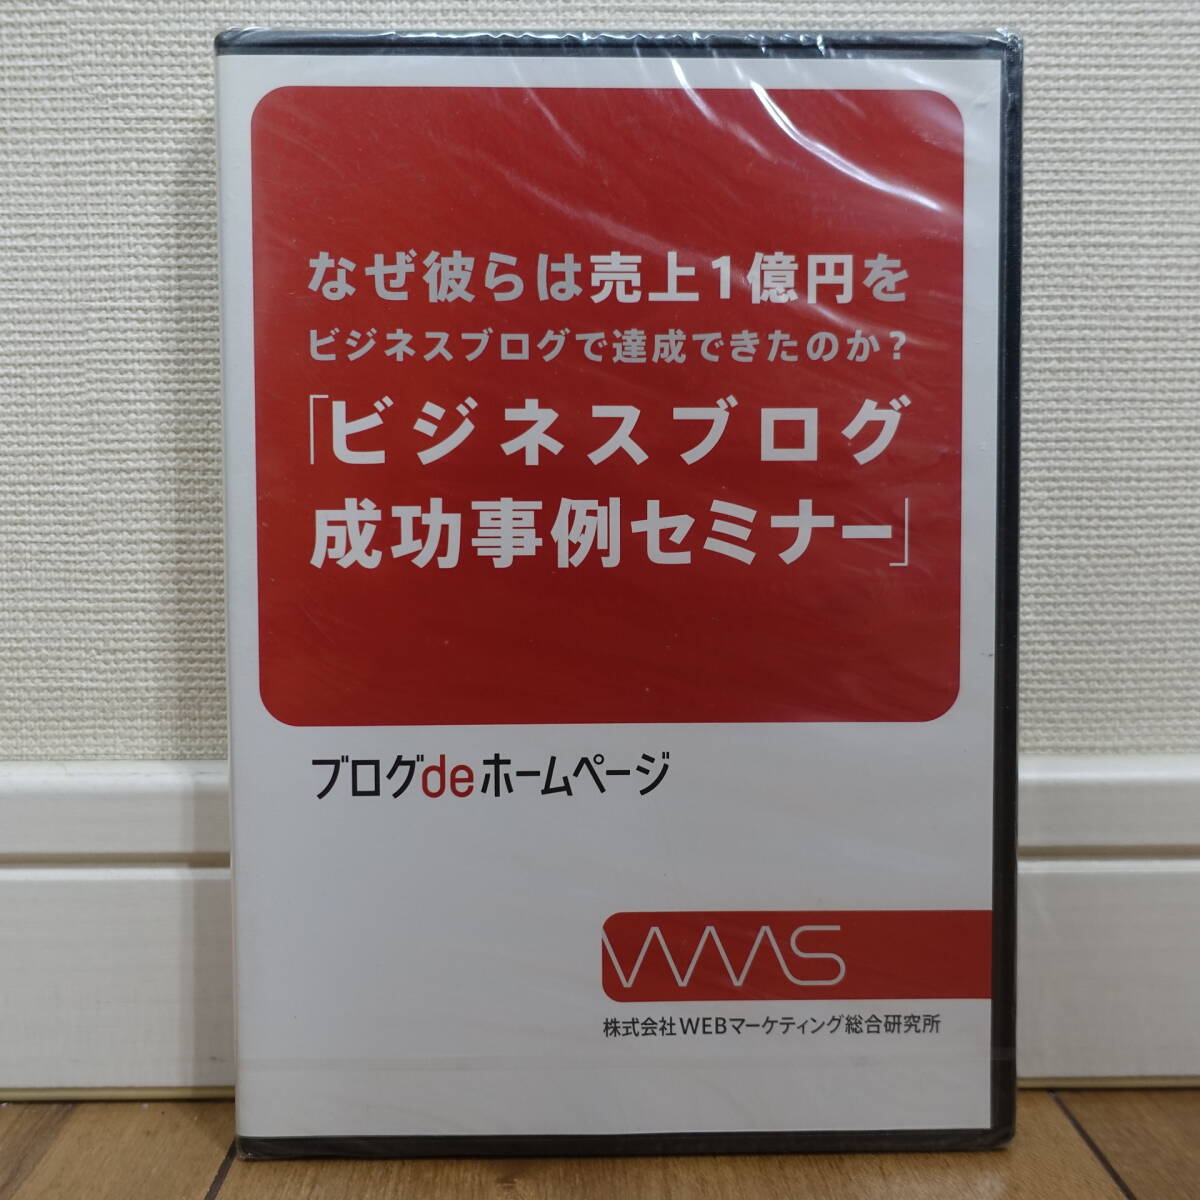 なぜ彼らは売上1億円を
ビジネスブログで達成できたのか?
「ビジネスブログ
成功事例セミナー」
ブログdeホームページ
WMS
株式会社WEBマーケティング総合研究所